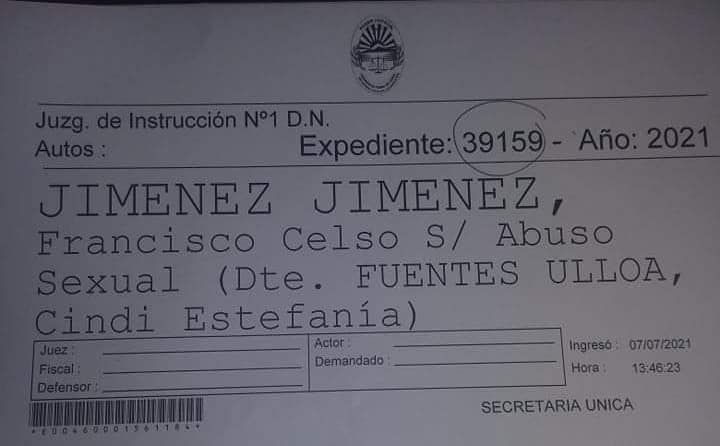 Juzg. de Instrucción Nº1 D.N.
Autos : Expediente: 39159 - Año: 2021
JIMENEZ JIMENEZ,
Francisco Celso S/ Abuso
Sexual (Dte. FUENTES ULLOA,
Cindi Estefanía)
Juez :
Fiscal :
Defensor :
Actor :
Demandado :
Ingresó : 07/07/2021
Hora : 13:46:23
*E00460001561184*
SECRETARIA UNICA